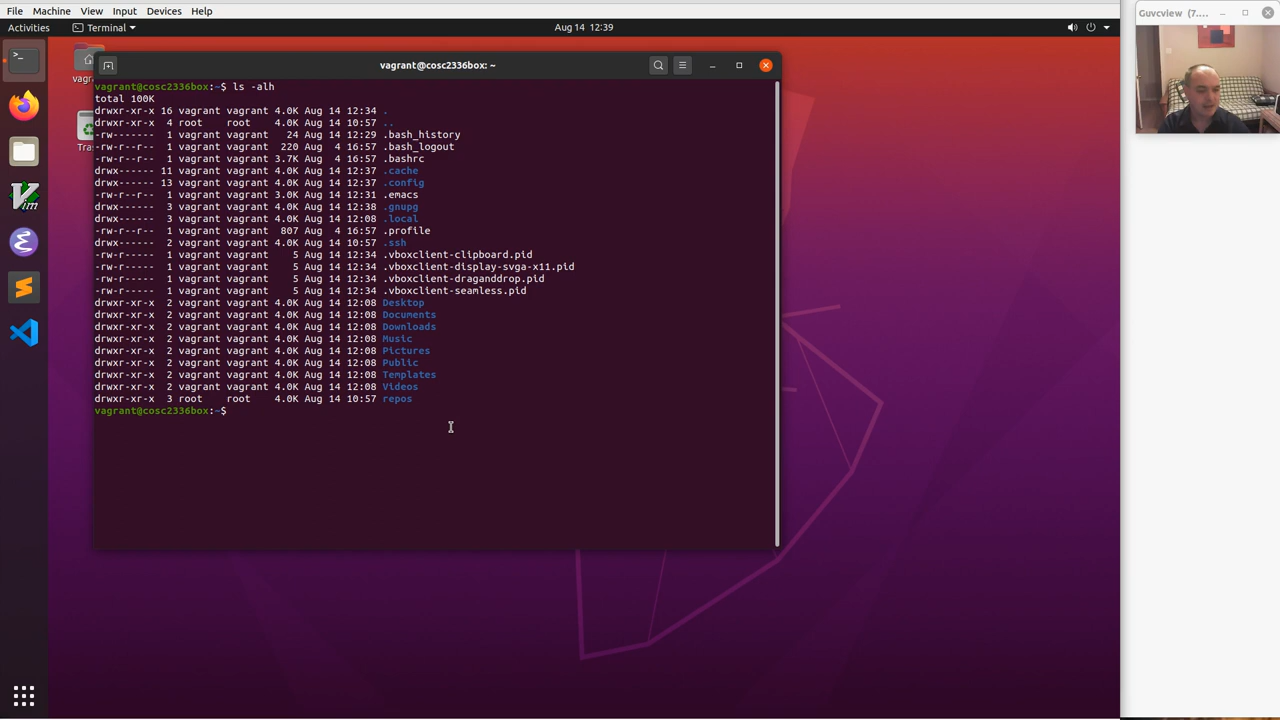 File Machine View Input Devices Help
Guvcview (7....
Activities Terminal Aug 14 12:39
vagrant@cosc2336box: ~
vagr
Tras
vagrant@cosc2336box:~$ ls -alh
total 100K
drwxr-xr-x 16 vagrant vagrant 4.0K Aug 14 12:34 .
drwxr-xr-x  4 root    root    4.0K Aug 14 10:57 ..
-rw-------  1 vagrant vagrant   24 Aug 14 12:29 .bash_history
-rw-r--r--  1 vagrant vagrant  220 Aug  4 16:57 .bash_logout
-rw-r--r--  1 vagrant vagrant 3.7K Aug  4 16:57 .bashrc
drwx------ 11 vagrant vagrant 4.0K Aug 14 12:37 .cache
drwx------ 13 vagrant vagrant 4.0K Aug 14 12:37 .config
-rw-r--r--  1 vagrant vagrant 3.0K Aug 14 12:31 .emacs
drwx------  3 vagrant vagrant 4.0K Aug 14 12:38 .gnupg
drwx------  3 vagrant vagrant 4.0K Aug 14 12:08 .local
-rw-r--r--  1 vagrant vagrant  807 Aug  4 16:57 .profile
drwx------  2 vagrant vagrant 4.0K Aug 14 10:57 .ssh
-rw-r-----  1 vagrant vagrant    5 Aug 14 12:34 .vboxclient-clipboard.pid
-rw-r-----  1 vagrant vagrant    5 Aug 14 12:34 .vboxclient-display-svga-x11.pid
-rw-r-----  1 vagrant vagrant    5 Aug 14 12:34 .vboxclient-draganddrop.pid
-rw-r-----  1 vagrant vagrant    5 Aug 14 12:34 .vboxclient-seamless.pid
drwxr-xr-x  2 vagrant vagrant 4.0K Aug 14 12:08 Desktop
drwxr-xr-x  2 vagrant vagrant 4.0K Aug 14 12:08 Documents
drwxr-xr-x  2 vagrant vagrant 4.0K Aug 14 12:08 Downloads
drwxr-xr-x  2 vagrant vagrant 4.0K Aug 14 12:08 Music
drwxr-xr-x  2 vagrant vagrant 4.0K Aug 14 12:08 Pictures
drwxr-xr-x  2 vagrant vagrant 4.0K Aug 14 12:08 Public
drwxr-xr-x  2 vagrant vagrant 4.0K Aug 14 12:08 Templates
drwxr-xr-x  2 vagrant vagrant 4.0K Aug 14 12:08 Videos
drwxr-xr-x  3 root    root    4.0K Aug 14 10:57 repos
vagrant@cosc2336box:~$